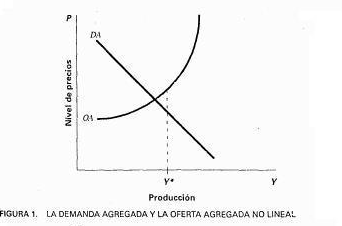 P
DA
Nivel de precios
OA
Y*
Y
Producción
FIGURA 1. LA DEMANDA AGREGADA Y LA OFERTA AGREGADA NO LINEAL